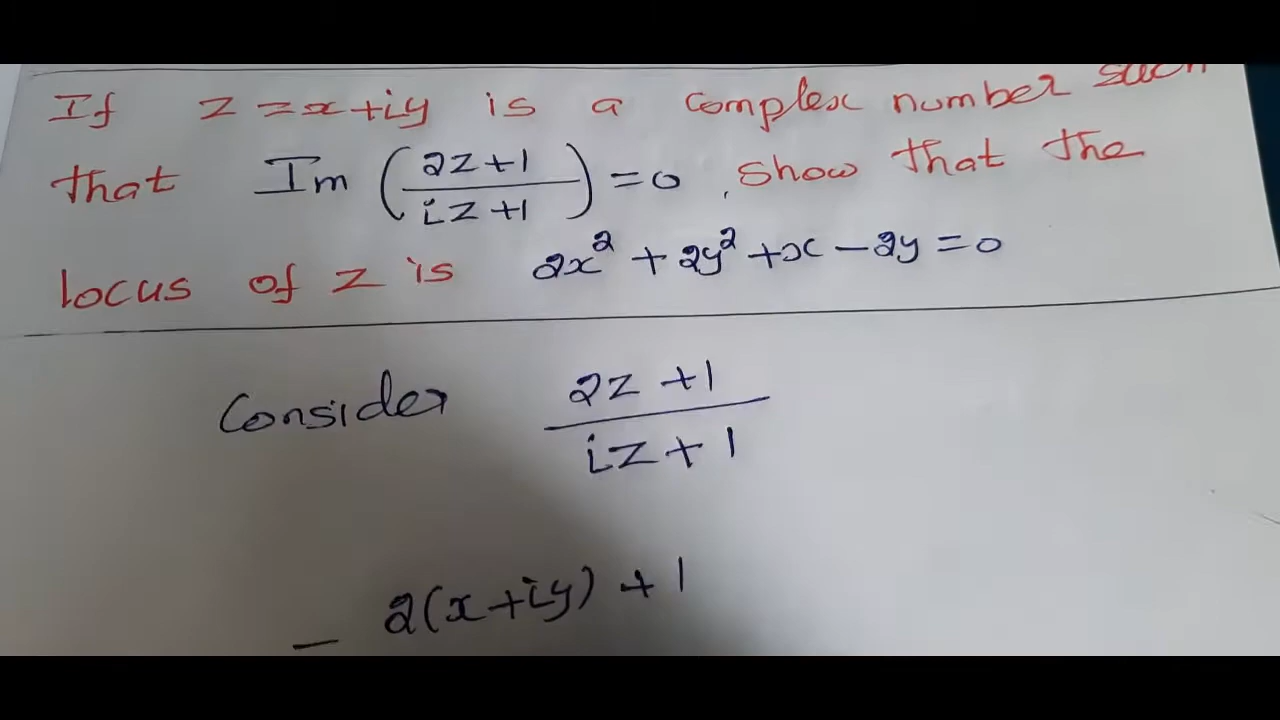 If z = x+iy is a complex number such
that Im (2z+1 / iz+1) = 0, show that the
locus of z is 2x² + 2y² + x - 2y = 0
Consider 2z+1 / iz+1
2(x+iy) + 1